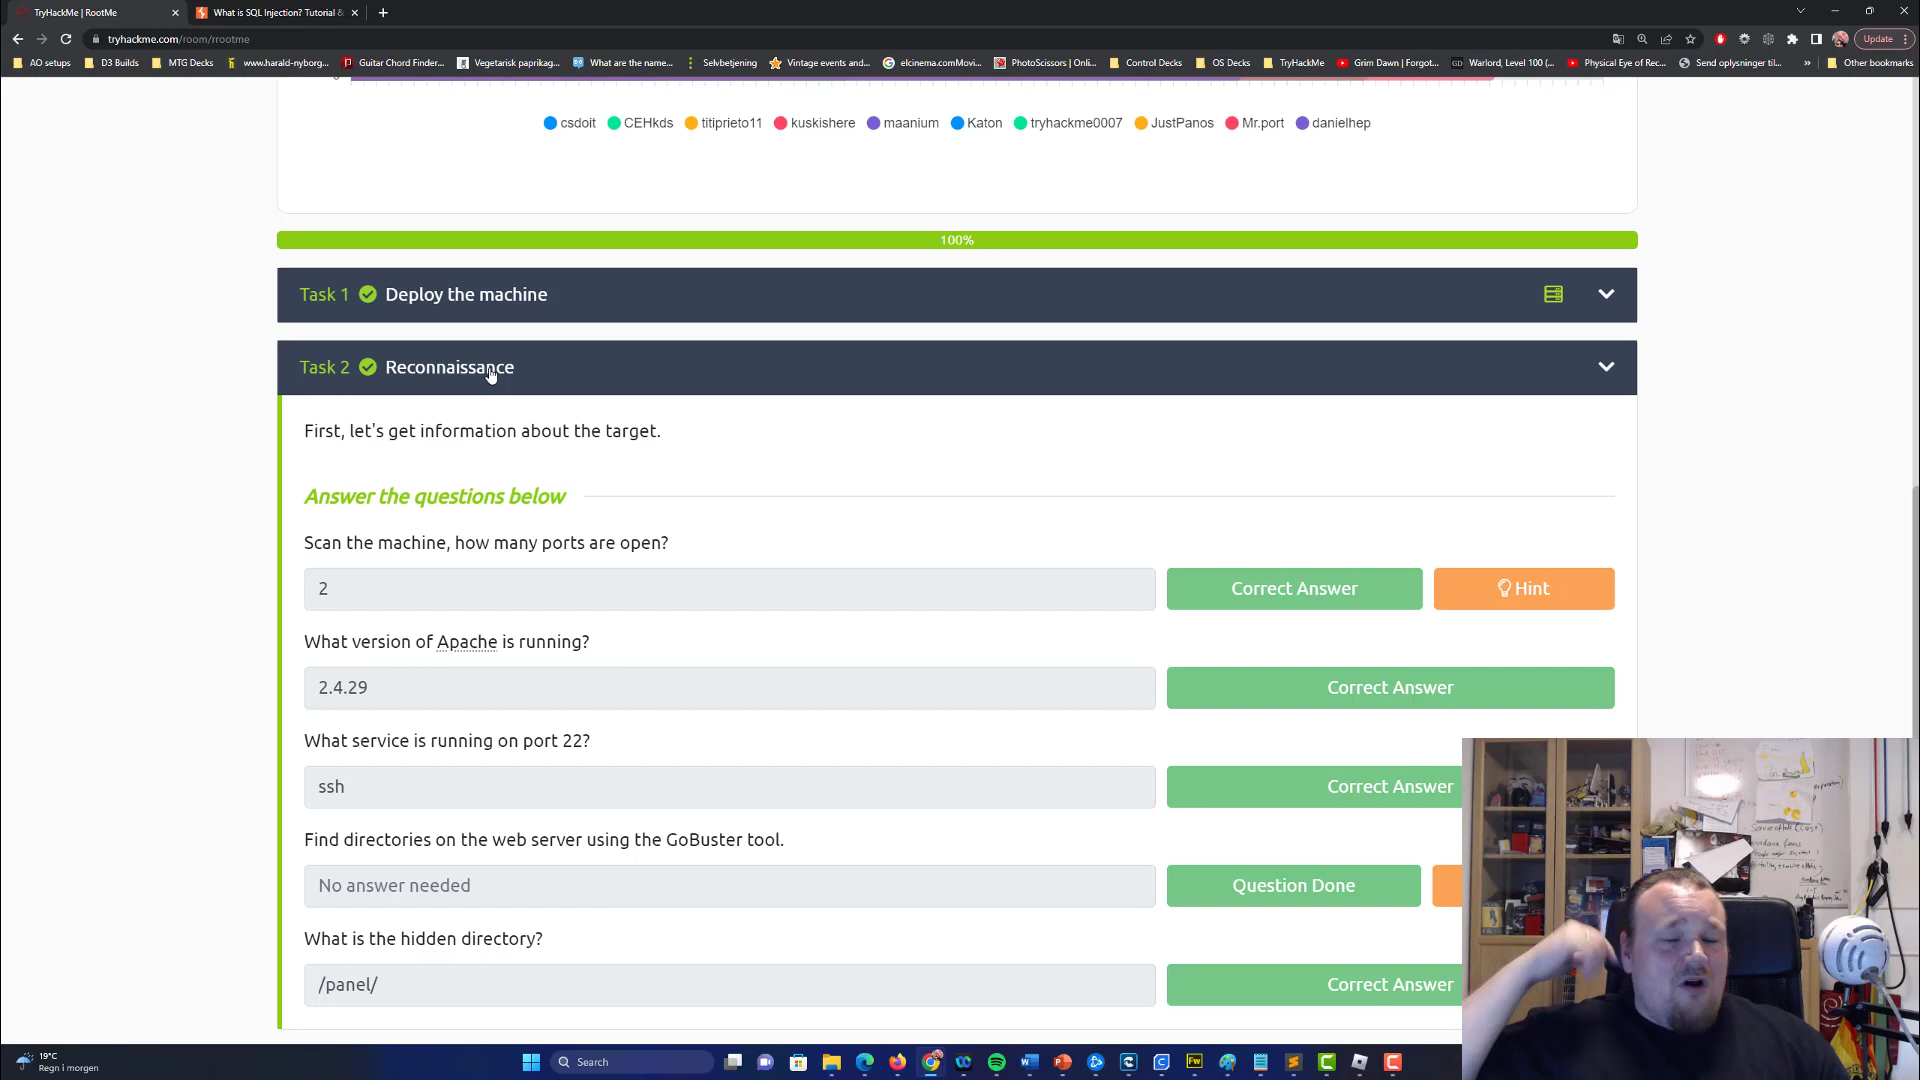 TryHackMe | RootMe
What is SQL Injection? Tutorial &
tryhackme.com/room/rrootme
Update
AO setups
D3 Builds
MTG Decks
www.harald-nyborg...
Guitar Chord Finder...
Vegetarisk paprikag...
What are the name...
Selvbetjening
Vintage events and...
elcinema.comMovi...
PhotoScissors | Onli...
Control Decks
OS Decks
TryHackMe
Grim Dawn | Forgot...
Warlord, Level 100 (...
Physical Eye of Rec...
Send oplysninger til...
»
Other bookmarks
csdoit
CEHkds
titiprieto11
kuskishere
maanium
Katon
tryhackme0007
JustPanos
Mr.port
danielhep
100%
Task 1 Deploy the machine
Task 2 Reconnaissance
First, let's get information about the target.
Answer the questions below
Scan the machine, how many ports are open?
2
Correct Answer
Hint
What version of Apache is running?
2.4.29
Correct Answer
What service is running on port 22?
ssh
Correct Answer
Find directories on the web server using the GoBuster tool.
No answer needed
Question Done
What is the hidden directory?
/panel/
Correct Answer
19°C
Regn i morgen
Search